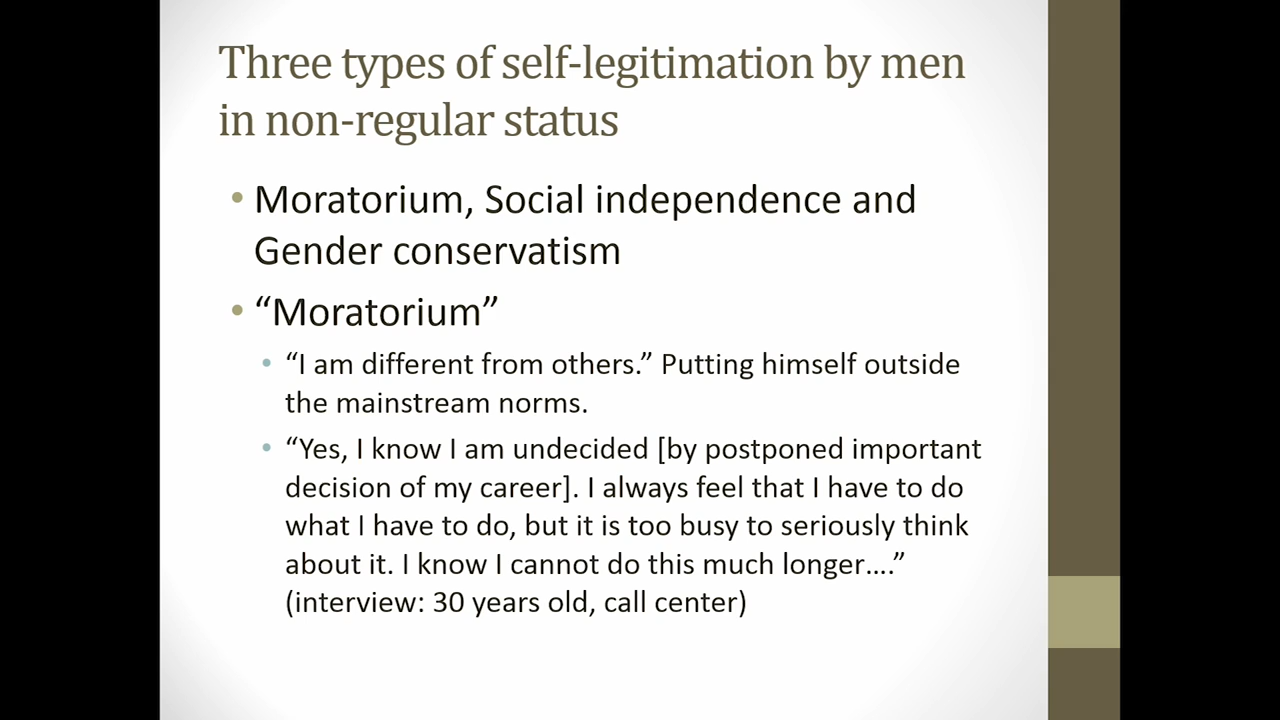 Three types of self-legitimation by men
in non-regular status
• Moratorium, Social independence and
Gender conservatism
• “Moratorium”
• “I am different from others.” Putting himself outside
the mainstream norms.
• “Yes, I know I am undecided [by postponed important
decision of my career]. I always feel that I have to do
what I have to do, but it is too busy to seriously think
about it. I know I cannot do this much longer….”
(interview: 30 years old, call center)